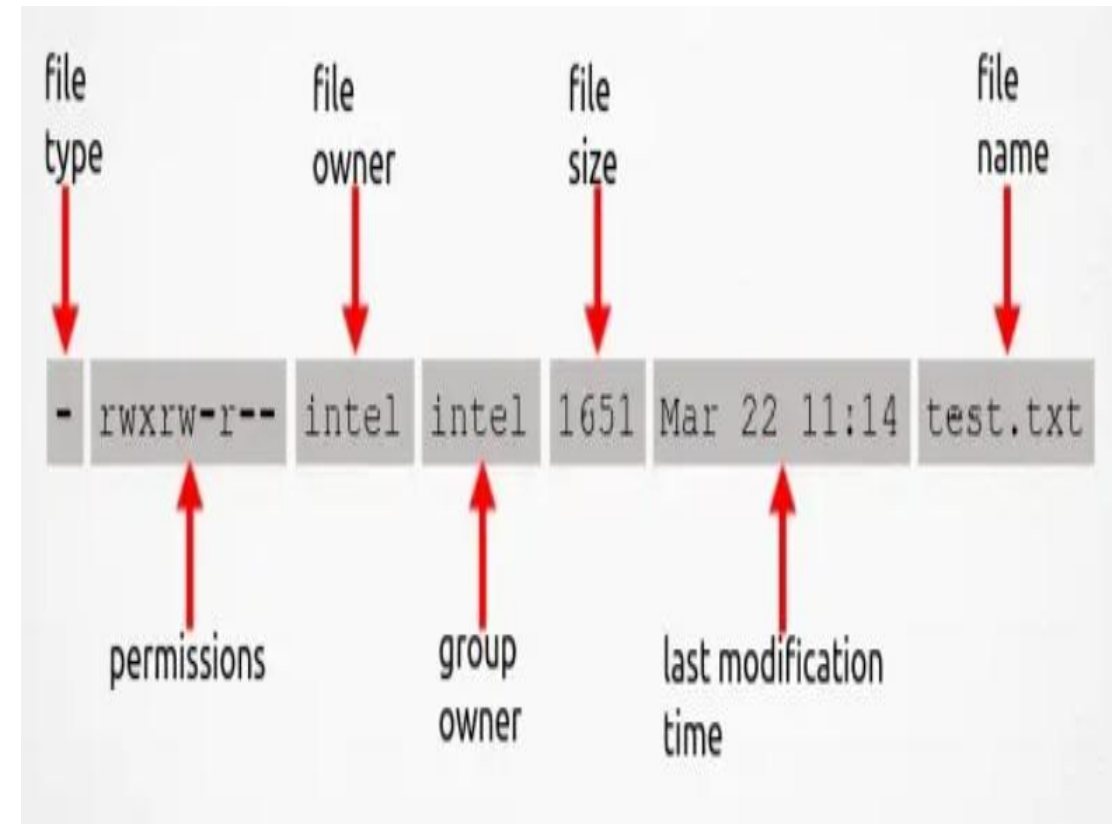 file
type
file
owner
file
size
file
name
- rwxrw-r-- intel intel 1651 Mar 22 11:14 test.txt
permissions
group
owner
last modification
time